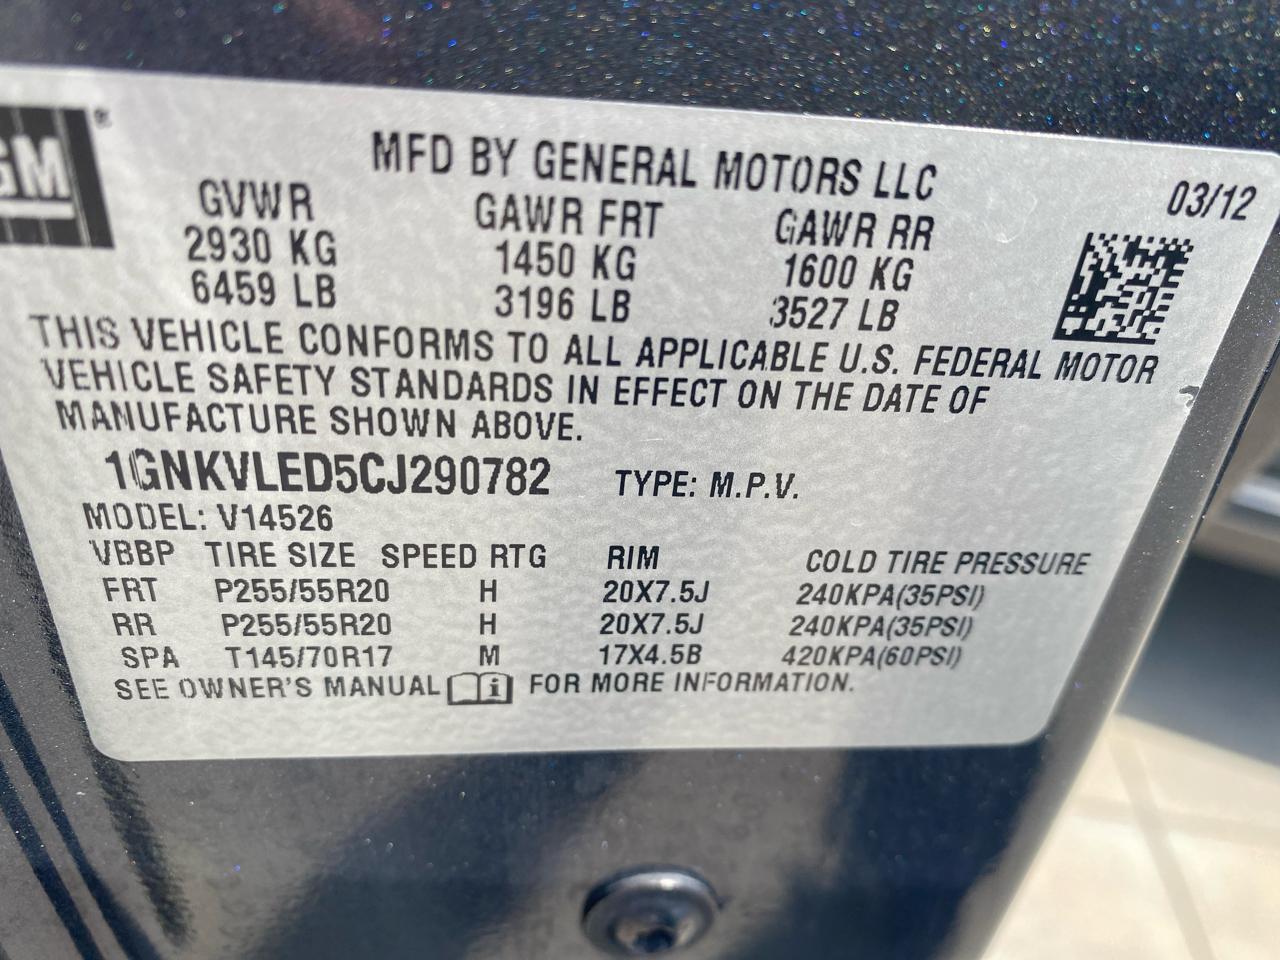 GM®
MFD BY GENERAL MOTORS LLC
03/12
GVWR GAWR FRT GAWR RR
2930 KG 1450 KG 1600 KG
6459 LB 3196 LB 3527 LB
THIS VEHICLE CONFORMS TO ALL APPLICABLE U.S. FEDERAL MOTOR
VEHICLE SAFETY STANDARDS IN EFFECT ON THE DATE OF
MANUFACTURE SHOWN ABOVE.
1GNKVLED5CJ290782 TYPE: M.P.V.
MODEL: V14526
VBBP TIRE SIZE SPEED RTG RIM COLD TIRE PRESSURE
FRT P255/55R20 H 20X7.5J 240KPA(35PSI)
RR P255/55R20 H 20X7.5J 240KPA(35PSI)
SPA T145/70R17 M 17X4.5B 420KPA(60PSI)
SEE OWNER'S MANUAL i FOR MORE INFORMATION.